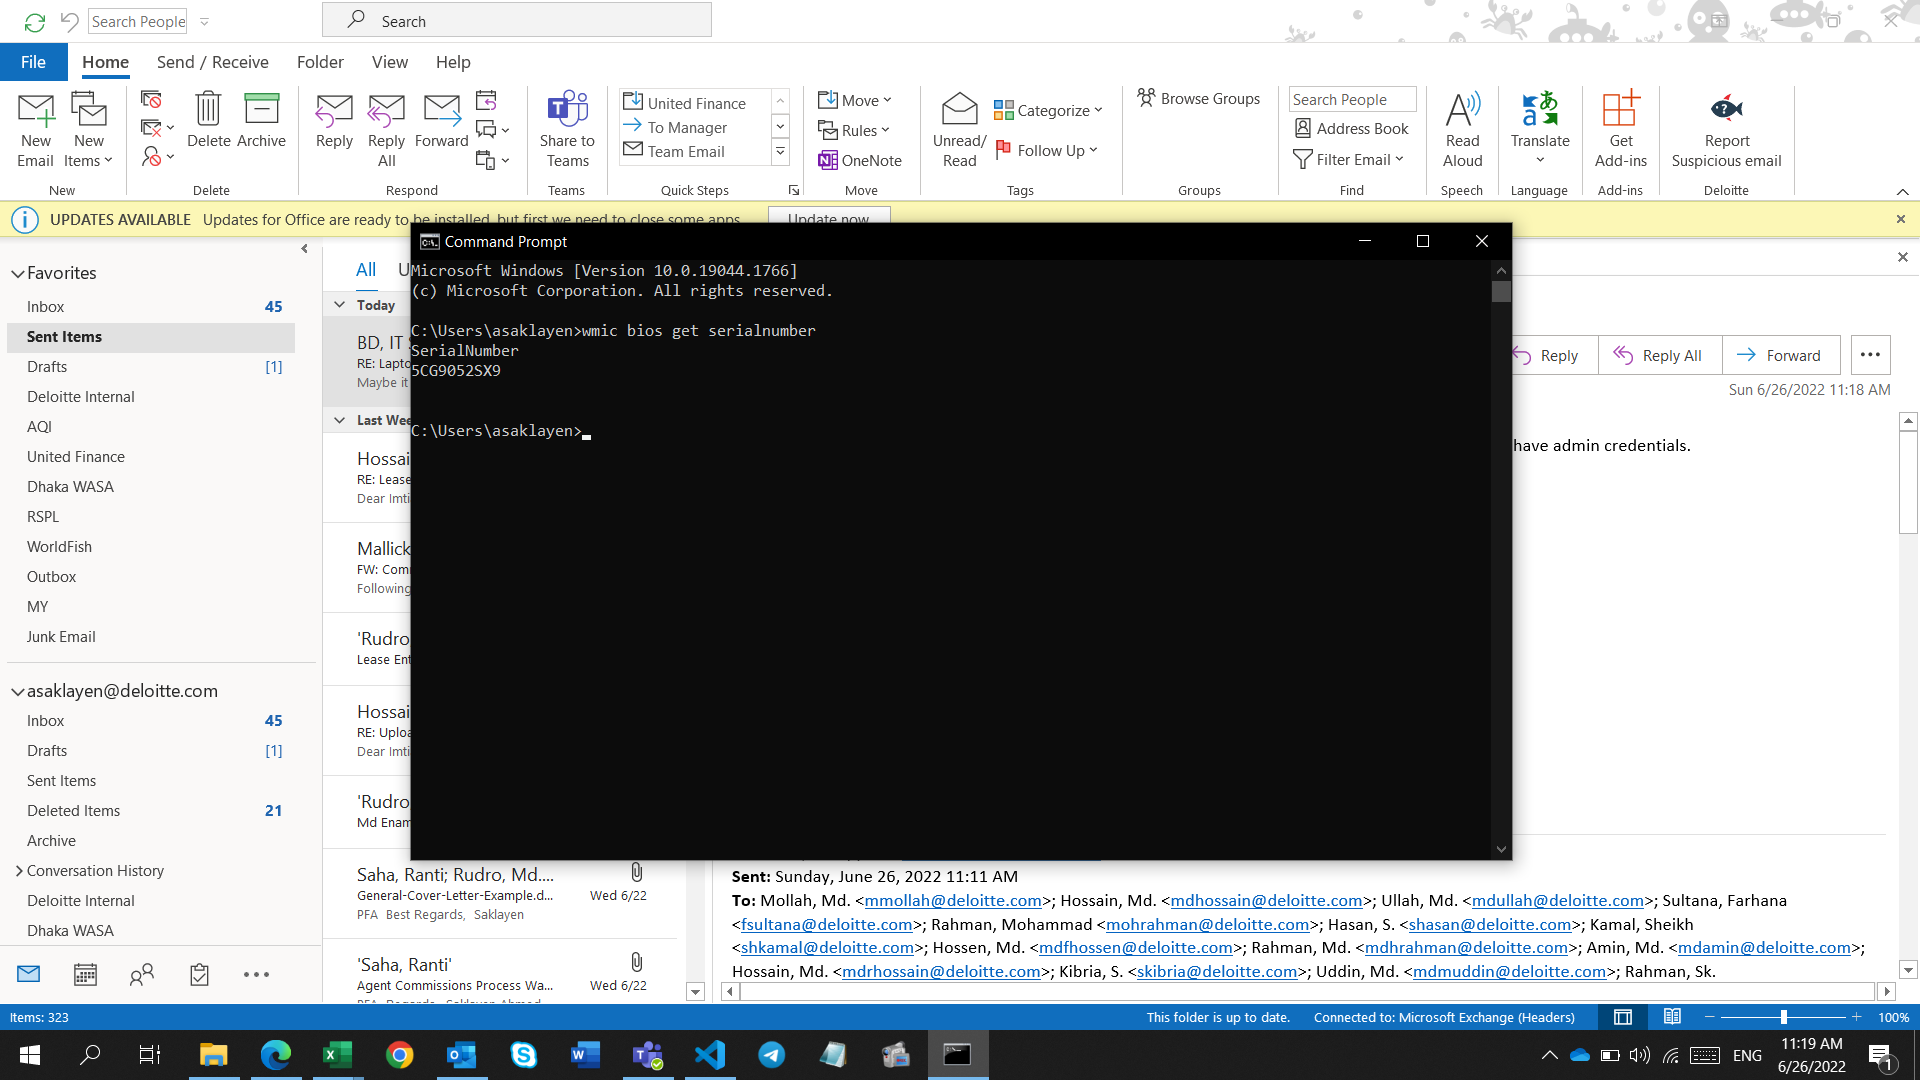 Search People
Search
File
Home
Send / Receive
Folder
View
Help
New Email
New Items
Delete
Archive
Reply
Reply All
Forward
Share to Teams
United Finance
To Manager
Team Email
Move
Rules
OneNote
Unread/ Read
Categorize
Follow Up
Browse Groups
Search People
Address Book
Filter Email
Read Aloud
Translate
Get Add-ins
Report Suspicious email
New
Delete
Respond
Teams
Quick Steps
Move
Tags
Groups
Find
Speech
Language
Add-ins
Deloitte
UPDATES AVAILABLE Updates for Office are ready to be installed, but first we need to close some apps.
Update now
Favorites
Inbox 45
Sent Items
Drafts [1]
Deloitte Internal
AQI
United Finance
Dhaka WASA
RSPL
WorldFish
Outbox
MY
Junk Email
asaklayen@deloitte.com
Inbox 45
Drafts [1]
Sent Items
Deleted Items 21
Archive
Conversation History
Deloitte Internal
Dhaka WASA
All
Today
BD, IT
RE: Lapto
Maybe it
Last Wee
Hossai
RE: Lease
Dear Imti
Mallick
FW: Com
Following
'Rudro
Lease Ent
Hossai
RE: Uploa
Dear Imti
'Rudro
Md Enam
Saha, Ranti; Rudro, Md....
General-Cover-Letter-Example.d... Wed 6/22
PFA Best Regards, Saklayen
'Saha, Ranti'
Agent Commissions Process Wa... Wed 6/22
PFA Regards Saklayen Ahmed
Command Prompt
Microsoft Windows [Version 10.0.19044.1766]
(c) Microsoft Corporation. All rights reserved.
C:\Users\asaklayen>wmic bios get serialnumber
SerialNumber
5CG9052SX9
C:\Users\asaklayen>
Reply
Reply All
Forward
Sun 6/26/2022 11:18 AM
have admin credentials.
Sent: Sunday, June 26, 2022 11:11 AM
To: Mollah, Md. <mmollah@deloitte.com>; Hossain, Md. <mdhossain@deloitte.com>; Ullah, Md. <mdullah@deloitte.com>; Sultana, Farhana
<fsultana@deloitte.com>; Rahman, Mohammad <mohrahman@deloitte.com>; Hasan, S. <shasan@deloitte.com>; Kamal, Sheikh
<shkamal@deloitte.com>; Hossen, Md. <mdfhossen@deloitte.com>; Rahman, Md. <mdhrahman@deloitte.com>; Amin, Md. <mdamin@deloitte.com>;
Hossain, Md. <mdrhossain@deloitte.com>; Kibria, S. <skibria@deloitte.com>; Uddin, Md. <mdmuddin@deloitte.com>; Rahman, Sk.
Items: 323
This folder is up to date.
Connected to: Microsoft Exchange (Headers)
100%
ENG
11:19 AM
6/26/2022
1